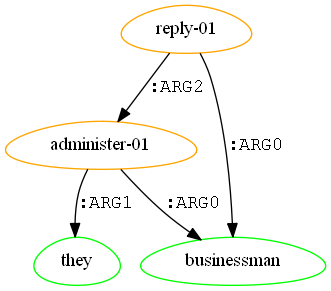 reply-01
:ARG2
administer-01
:ARG0
:ARG1
:ARG0
they
businessman